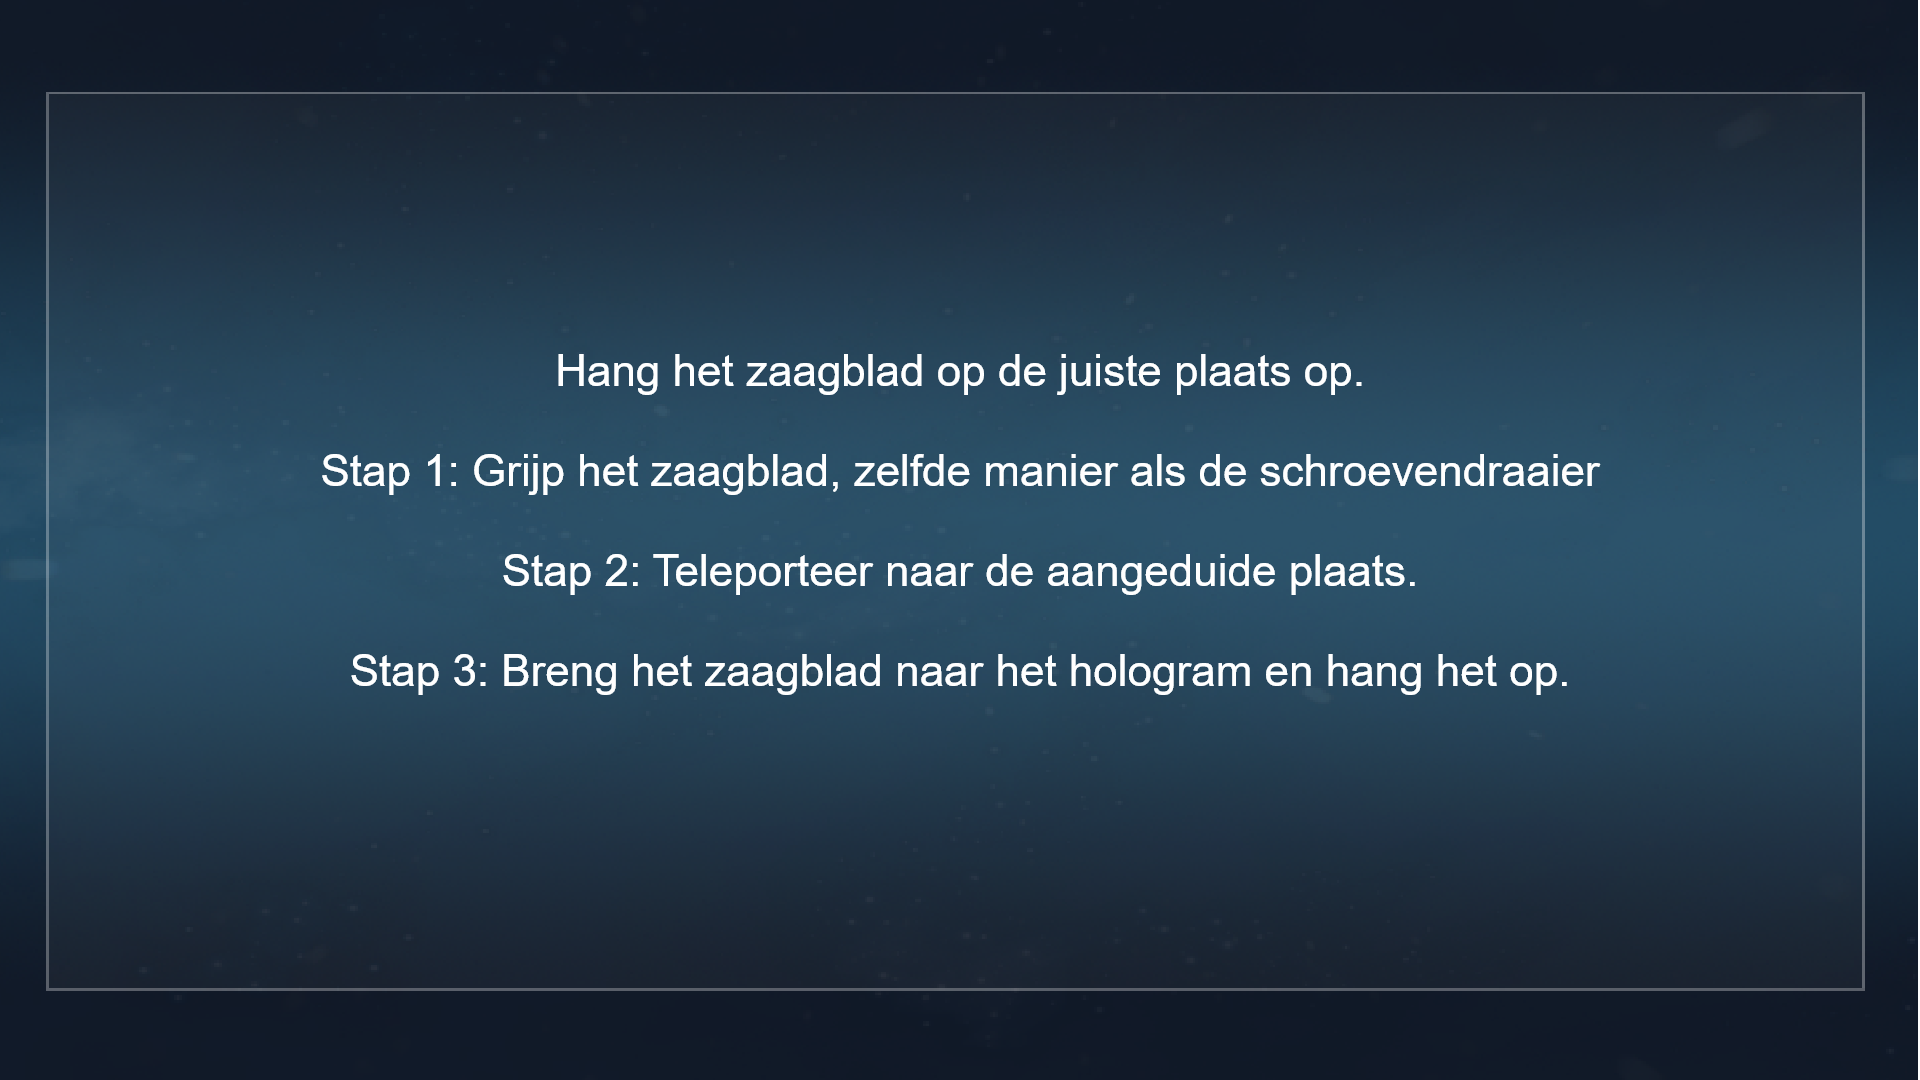 Hang het zaagblad op de juiste plaats op.
Stap 1: Grijp het zaagblad, zelfde manier als de schroevendraaier
Stap 2: Teleporteer naar de aangeduide plaats.
Stap 3: Breng het zaagblad naar het hologram en hang het op.